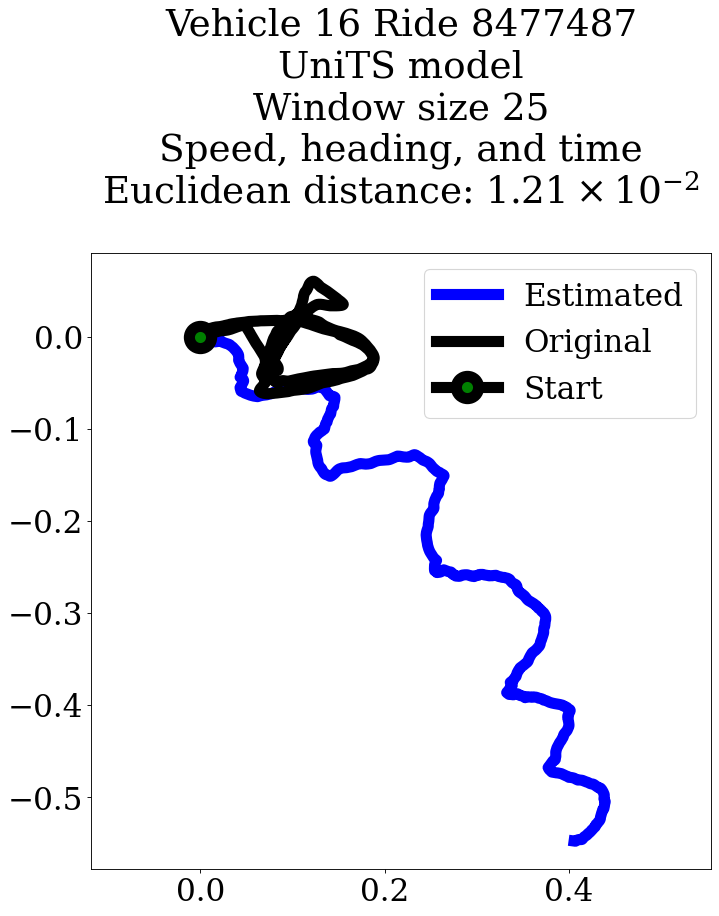 Vehicle 16 Ride 8477487
UniTS model
Window size 25
Speed, heading, and time
Euclidean distance: $1.21 \times 10^{-2}$
Estimated
Original
Start
0.0
−0.1
−0.2
−0.3
−0.4
−0.5
0.0 0.2 0.4